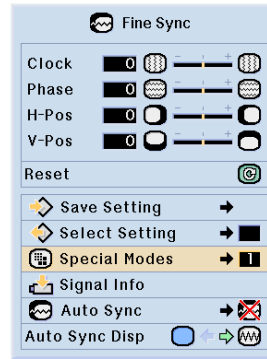 Fine Sync
Clock 0
Phase 0
H-Pos 0
V-Pos 0
Reset
Save Setting
Select Setting
Special Modes 1
Signal Info
Auto Sync
Auto Sync Disp